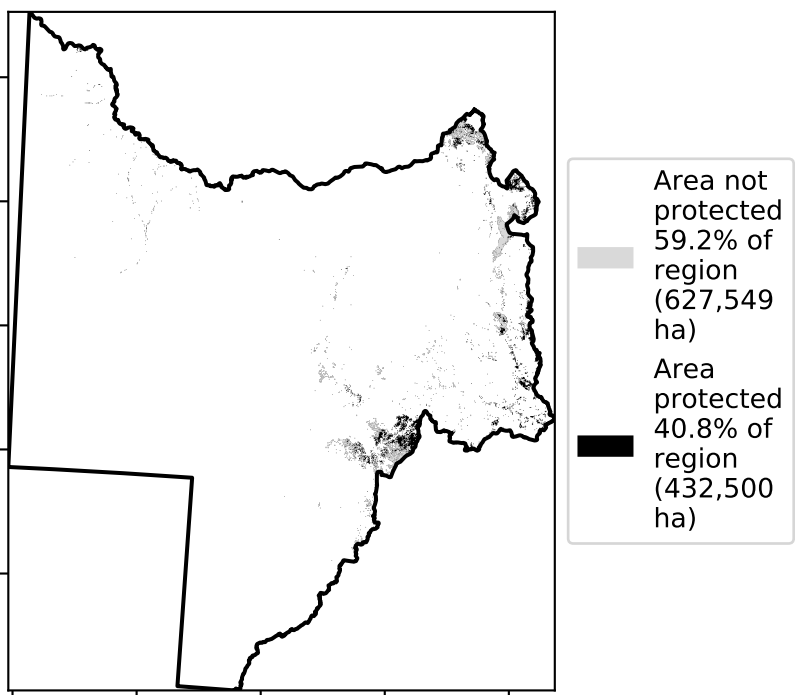 Area not
protected
59.2% of
region
(627,549
ha)
Area
protected
40.8% of
region
(432,500
ha)